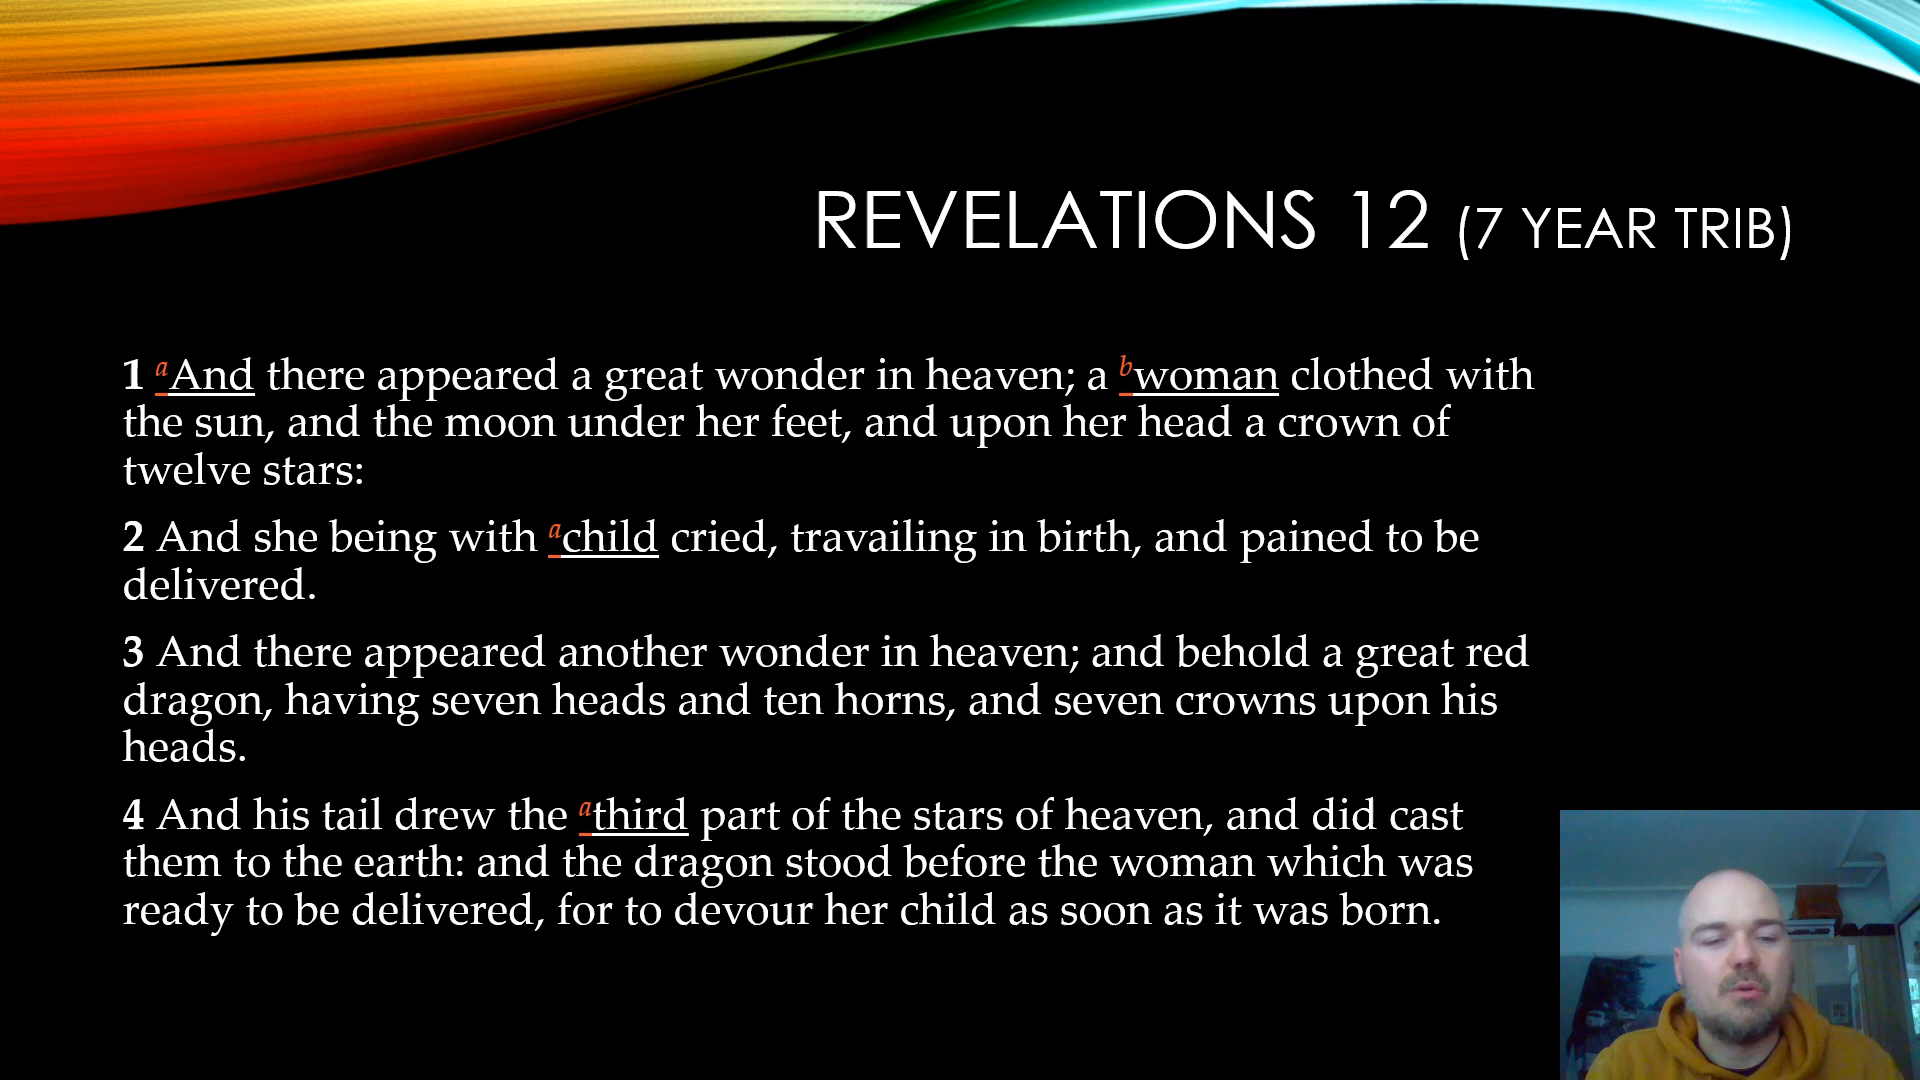 REVELATIONS 12 (7 YEAR TRIB)
1 aAnd there appeared a great wonder in heaven; a bwoman clothed with
the sun, and the moon under her feet, and upon her head a crown of
twelve stars:
2 And she being with achild cried, travailing in birth, and pained to be
delivered.
3 And there appeared another wonder in heaven; and behold a great red
dragon, having seven heads and ten horns, and seven crowns upon his
heads.
4 And his tail drew the athird part of the stars of heaven, and did cast
them to the earth: and the dragon stood before the woman which was
ready to be delivered, for to devour her child as soon as it was born.